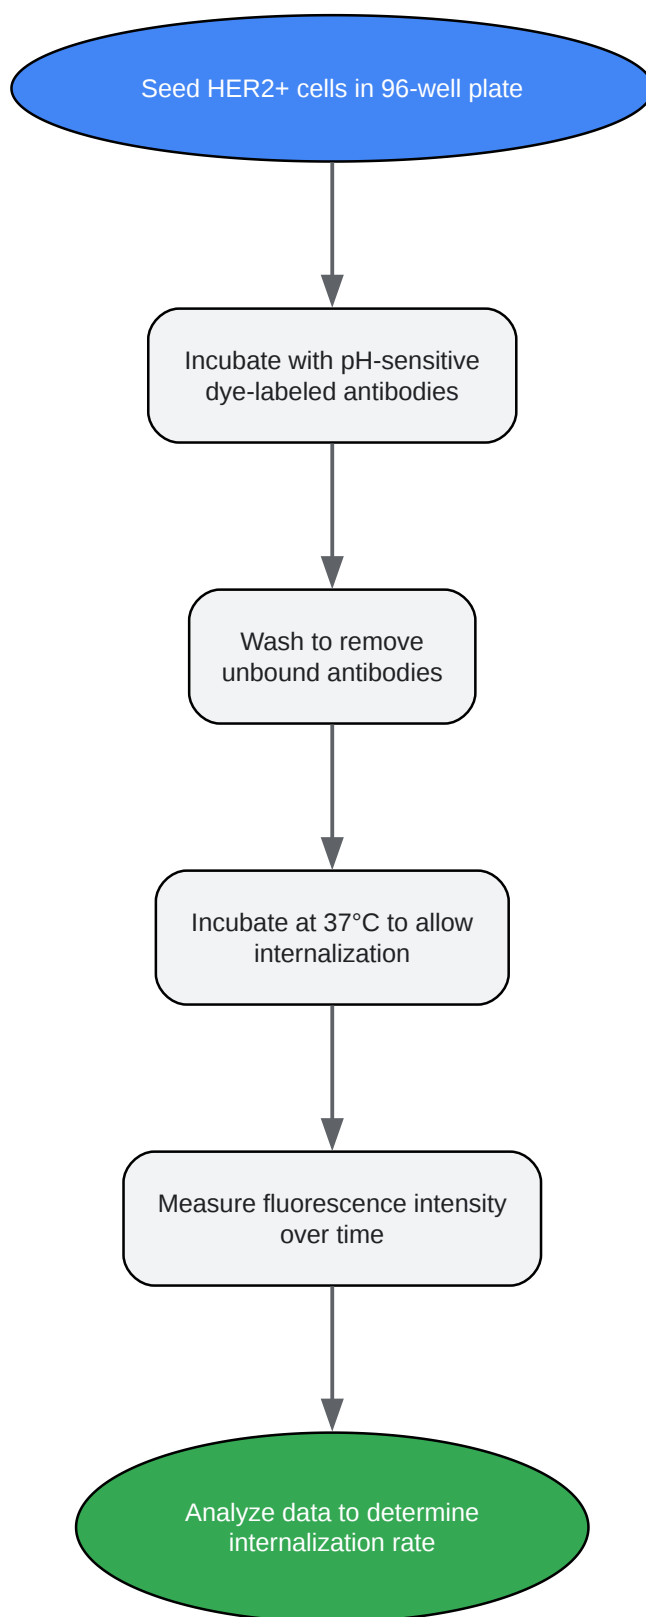 Seed HER2+ cells in 96-well plate
Incubate with pH-sensitive
dye-labeled antibodies
Wash to remove
unbound antibodies
Incubate at 37°C to allow
internalization
Measure fluorescence intensity
over time
Analyze data to determine
internalization rate